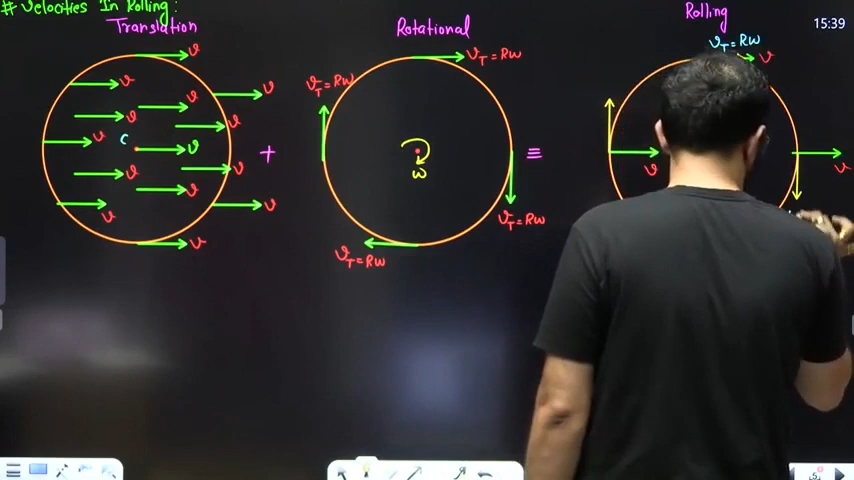 # Velocities In Rolling:
Translation
Rotational
Rolling
15:39
v
v
v
v
v
v
v
c
v
v
v
v
v
v
v
v
+
v_T = Rω
v_T = Rω
ω
v_T = Rω
v_T = Rω
≡
v_T = Rω
v
v
v